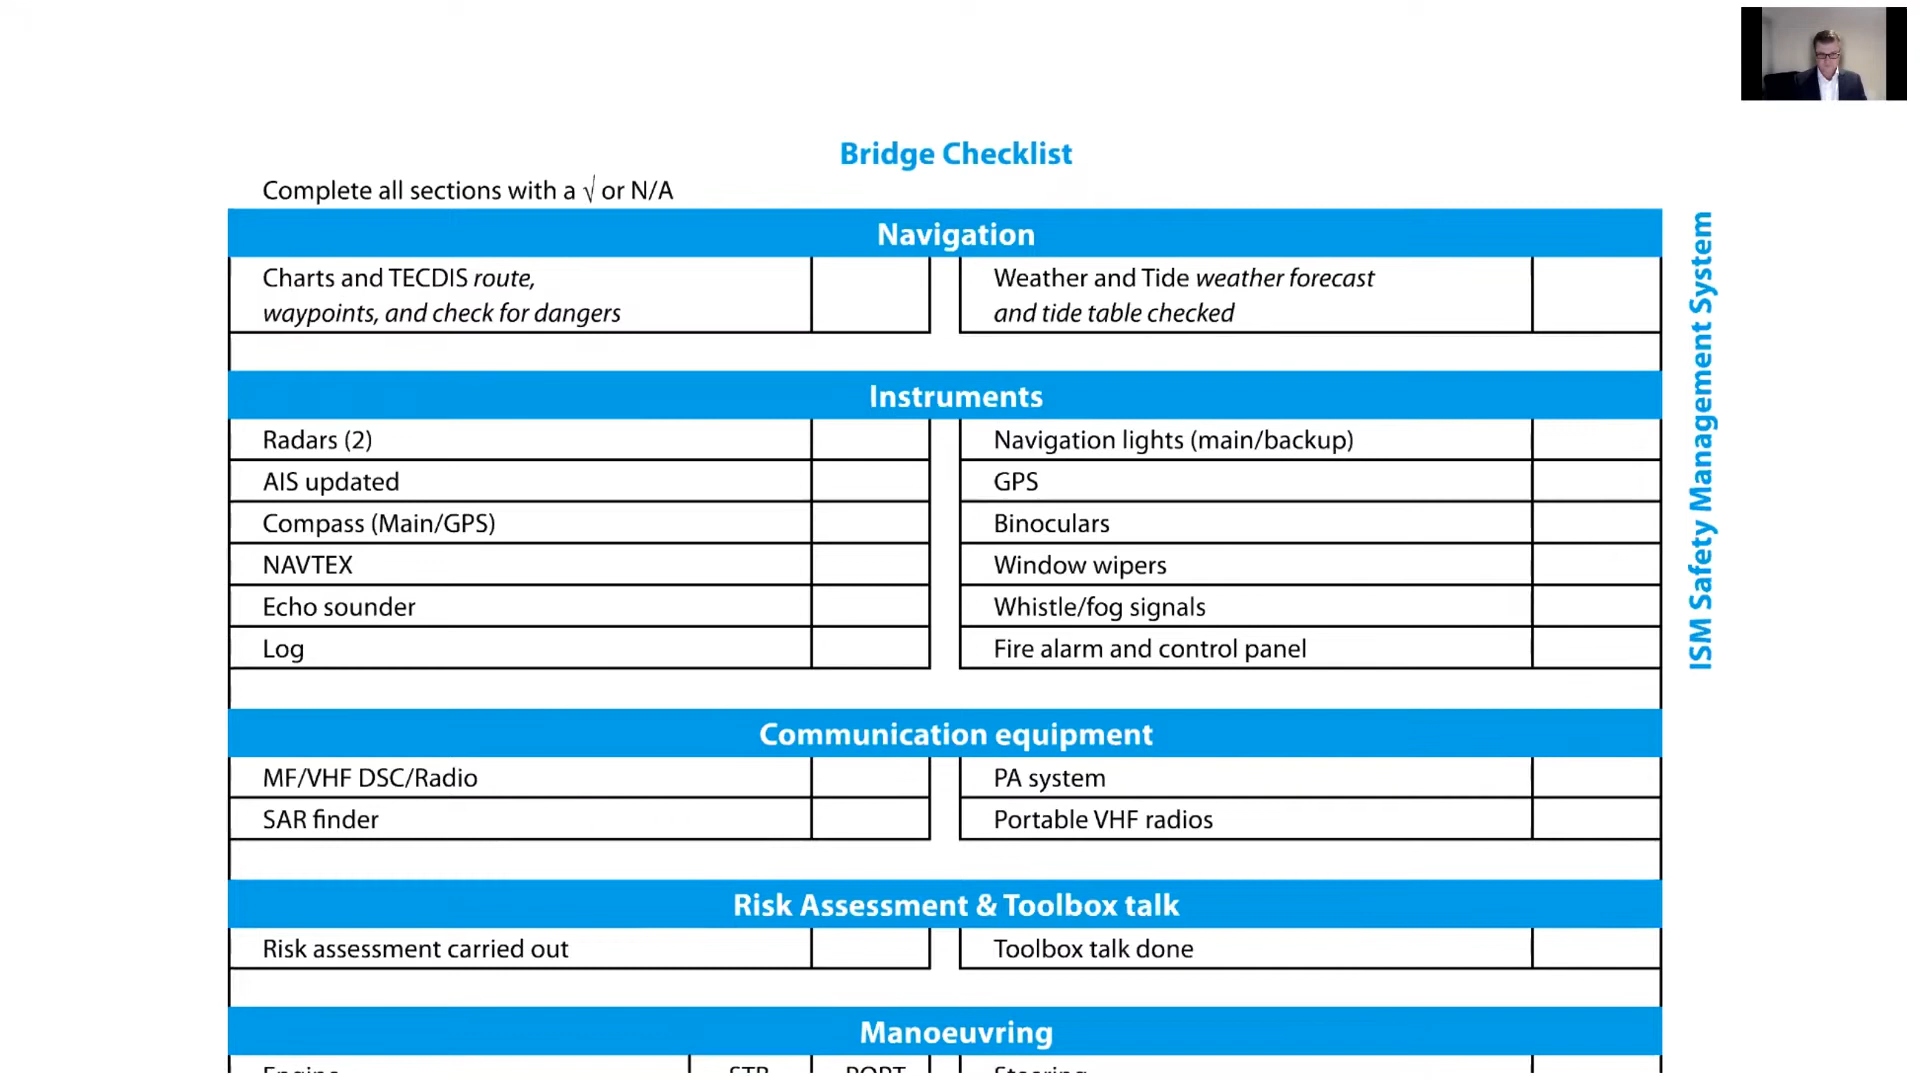 Bridge Checklist
Complete all sections with a √ or N/A
Navigation
Charts and TECDIS route,
waypoints, and check for dangers
Weather and Tide weather forecast
and tide table checked
Instruments
Radars (2)
Navigation lights (main/backup)
AIS updated
GPS
Compass (Main/GPS)
Binoculars
NAVTEX
Window wipers
Echo sounder
Whistle/fog signals
Log
Fire alarm and control panel
Communication equipment
MF/VHF DSC/Radio
PA system
SAR finder
Portable VHF radios
Risk Assessment & Toolbox talk
Risk assessment carried out
Toolbox talk done
Manoeuvring
Engine
STB
PORT
Steering
ISM Safety Management System